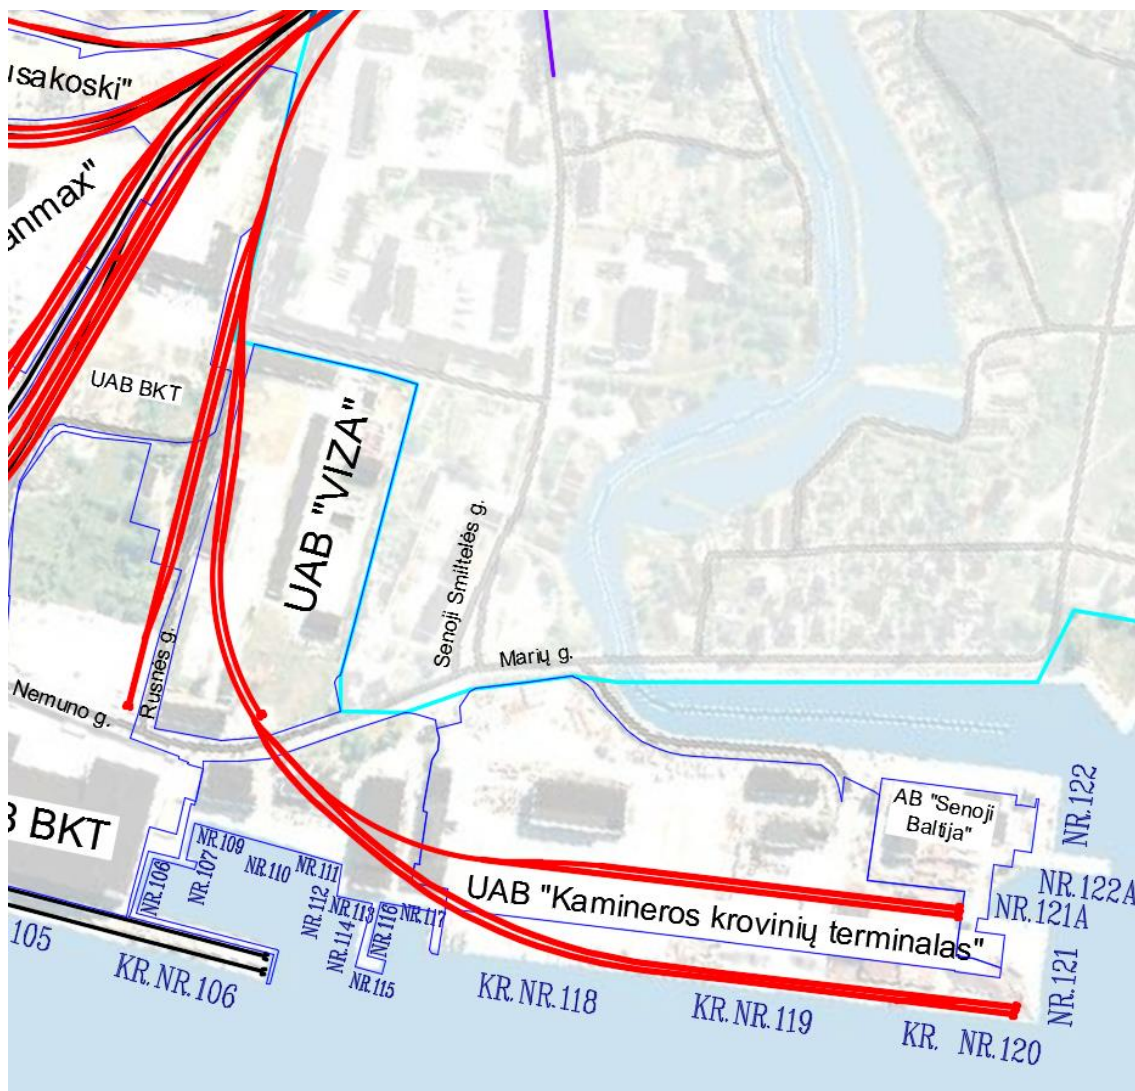 usakoski"
anmax"
UAB BKT
UAB "VIZA"
Senoji Smiltelės g.
Marių g.
Rusnės g.
Nemuno g.
BKT
AB "Senoji
Baltija"
NR.122
NR.122A
NR.121A
NR.121
UAB "Kamineros krovinių terminalas"
NR.109
NR.110
NR.111
NR.106
NR.107
NR.112
NR.113
NR.114
NR.116
NR.117
NR.115
105
KR.NR.106
KR.NR.118
KR.NR.119
KR. NR.120